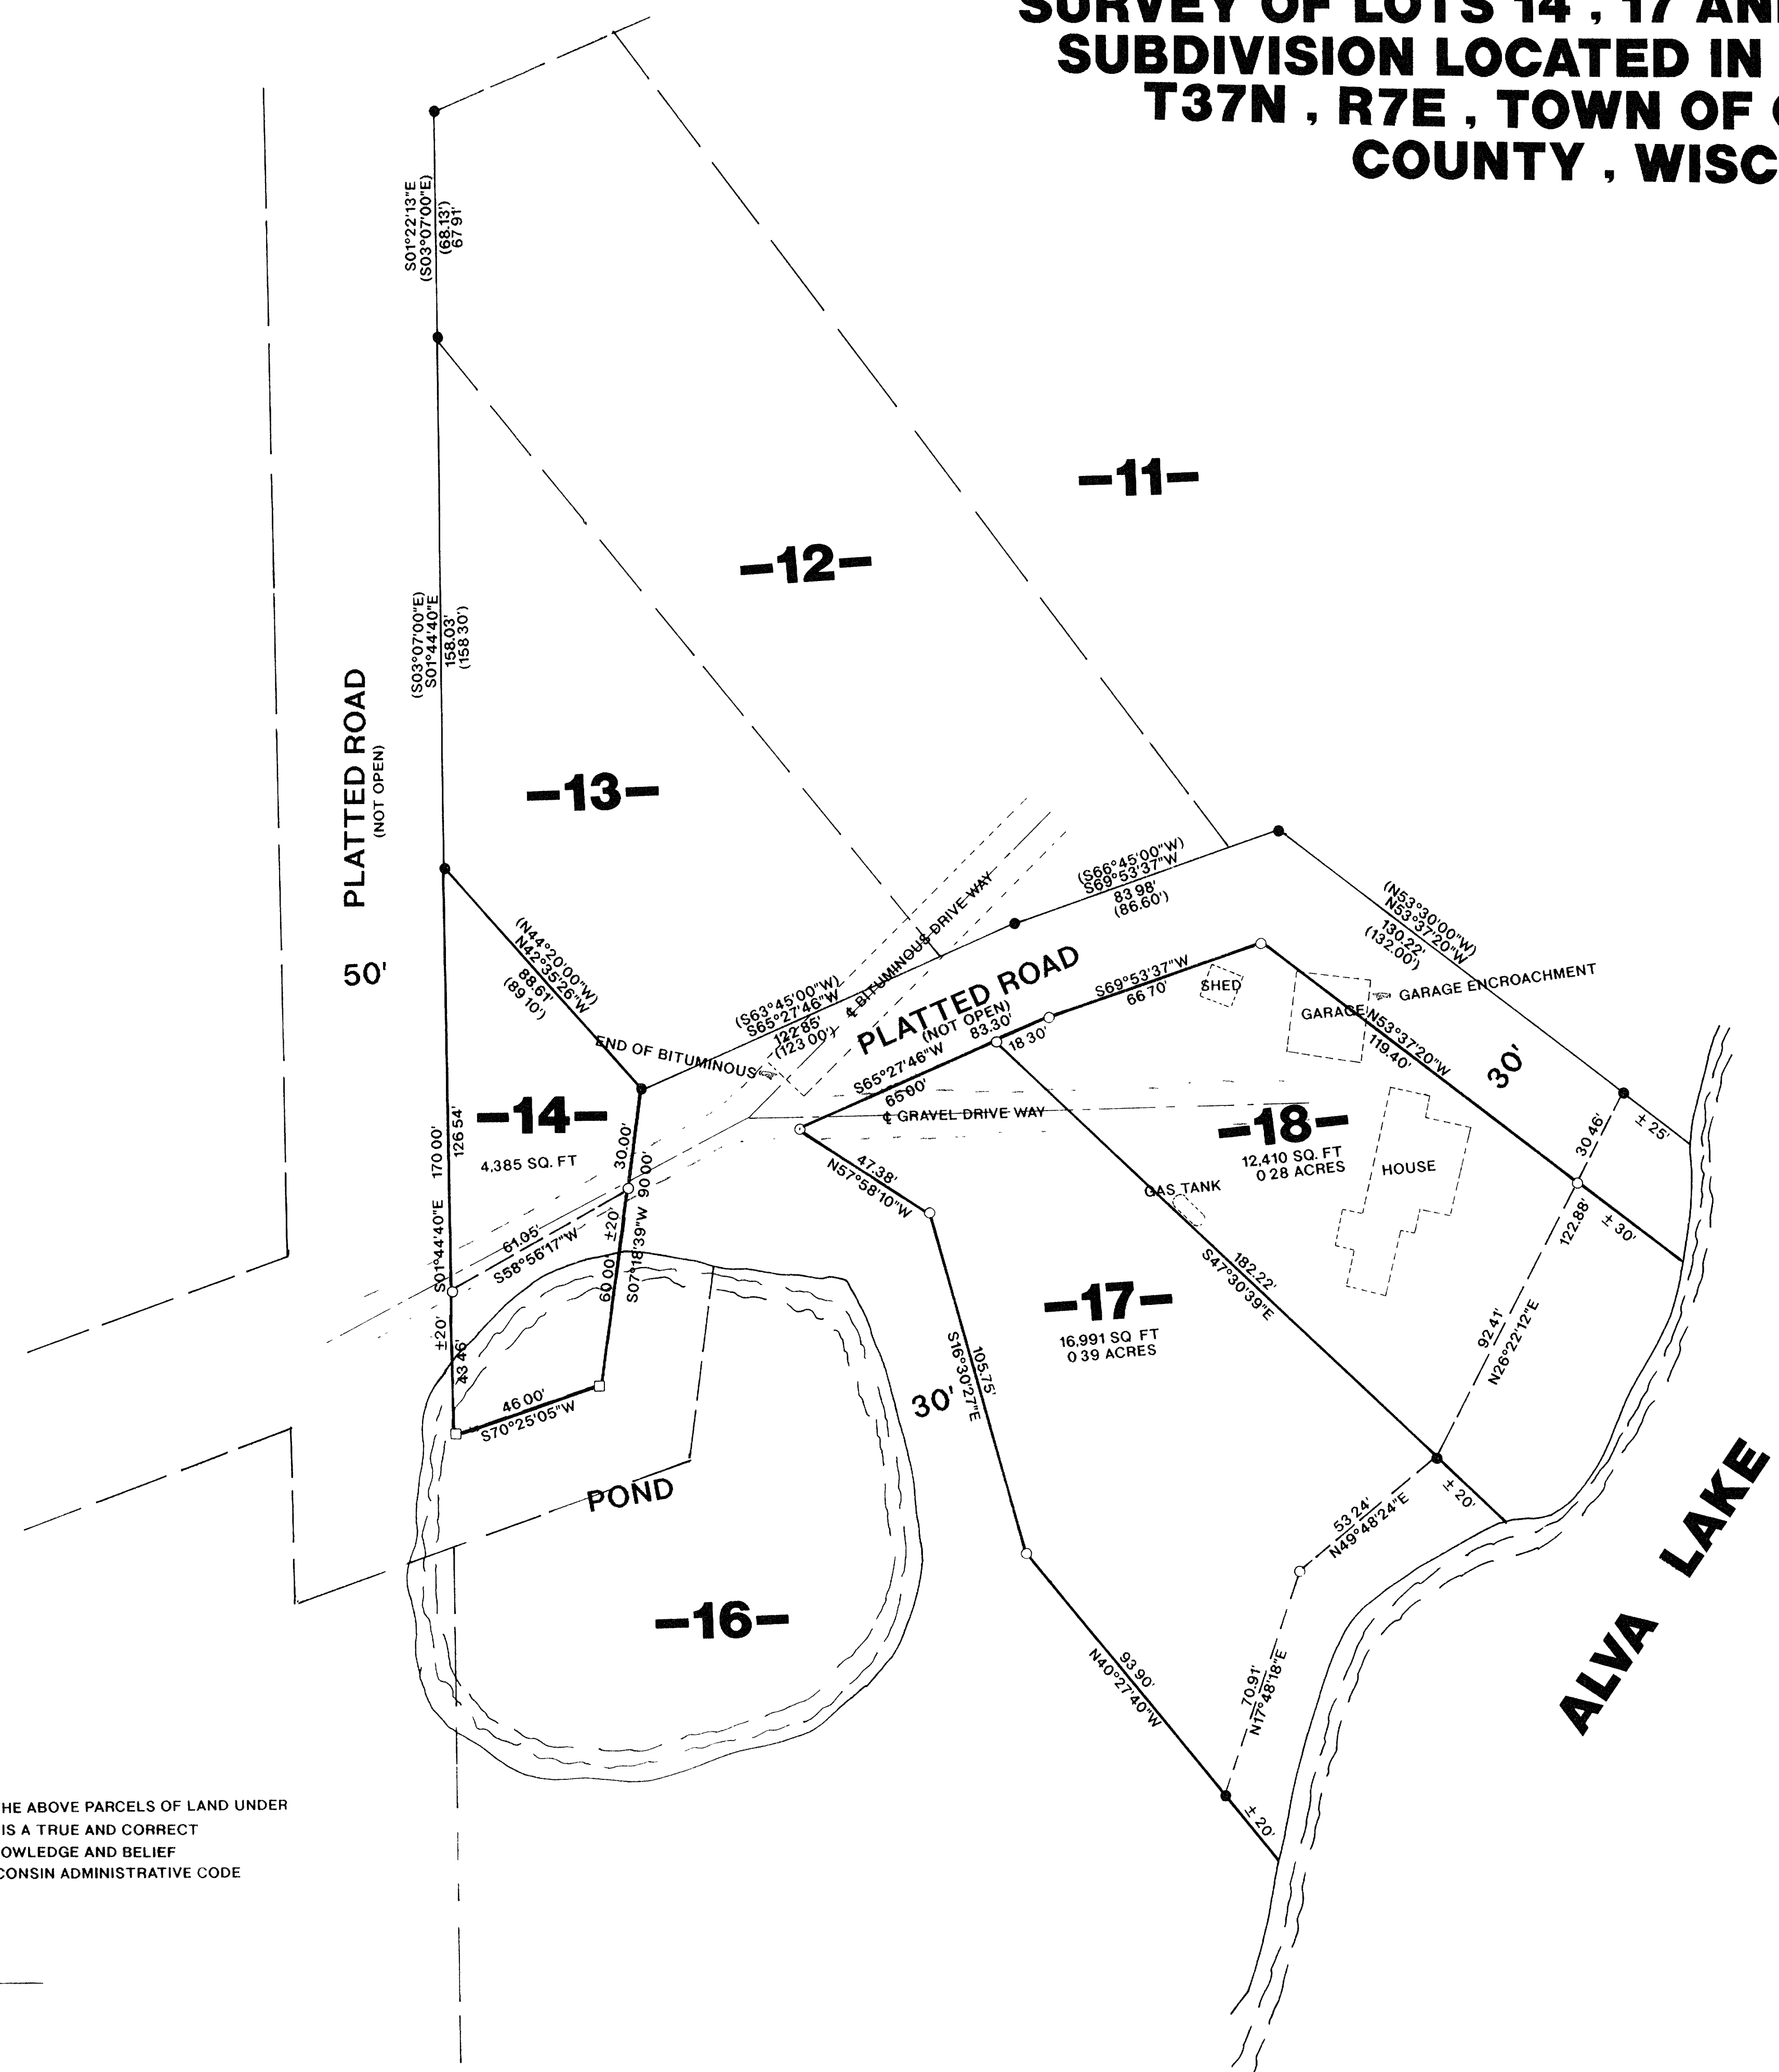 SURVEY OF LOTS 14 , 17 AN
SUBDIVISION LOCATED IN
T37N , R7E , TOWN OF
COUNTY , WISC
S01°22'13"E
(S03°07'00"E)
(68.13')
67 91'
-11-
-12-
(S03°07'00"E)
S01°44'40"E
158.03'
(158 30')
PLATTED ROAD
(NOT OPEN)
-13-
50'
(S66°45'00"W)
S69°53'37"W
83 98'
(86.60')
(N53°30'00"W)
N53°37'20"W
130.22'
(132.00')
(N44°20'00"W)
N42°35'26"W
88.61'
(89 10')
(S63°45'00"W)
S65°27'46"W
122 85'
(123 00')
℄ BITUMINOUS DRIVE WAY
PLATTED ROAD
(NOT OPEN)
83.30'
S69°53'37"W
66 70'
SHED
GARAGE
GARAGE ENCROACHMENT
N53°37'20"W
119.40'
30'
END OF BITUMINOUS
S65°27'46"W
65 00'
18 30'
℄ GRAVEL DRIVE WAY
-14-
4,385 SQ. FT
170 00'
126 54'
S01°44'40"E
30.00'
90 00'
S07°18'39"W
±20'
60 00'
61.05'
S58°56'17"W
±20'
43 46'
46 00'
S70°25'05"W
47.38'
N57°58'10"W
-18-
12,410 SQ. FT
0 28 ACRES
HOUSE
GAS TANK
30.46'
± 25'
122.88'
± 30'
182.22'
S47°30'39"E
-17-
16,991 SQ FT
0 39 ACRES
92.41'
N26°22'12"E
105.75'
S16°30'27"E
30'
± 20'
53 24'
N49°48'24"E
POND
-16-
93 90'
N40°27'40"W
70.91'
N17°48'18"E
± 20'
ALVA LAKE
HE ABOVE PARCELS OF LAND UNDER
IS A TRUE AND CORRECT
OWLEDGE AND BELIEF
CONSIN ADMINISTRATIVE CODE